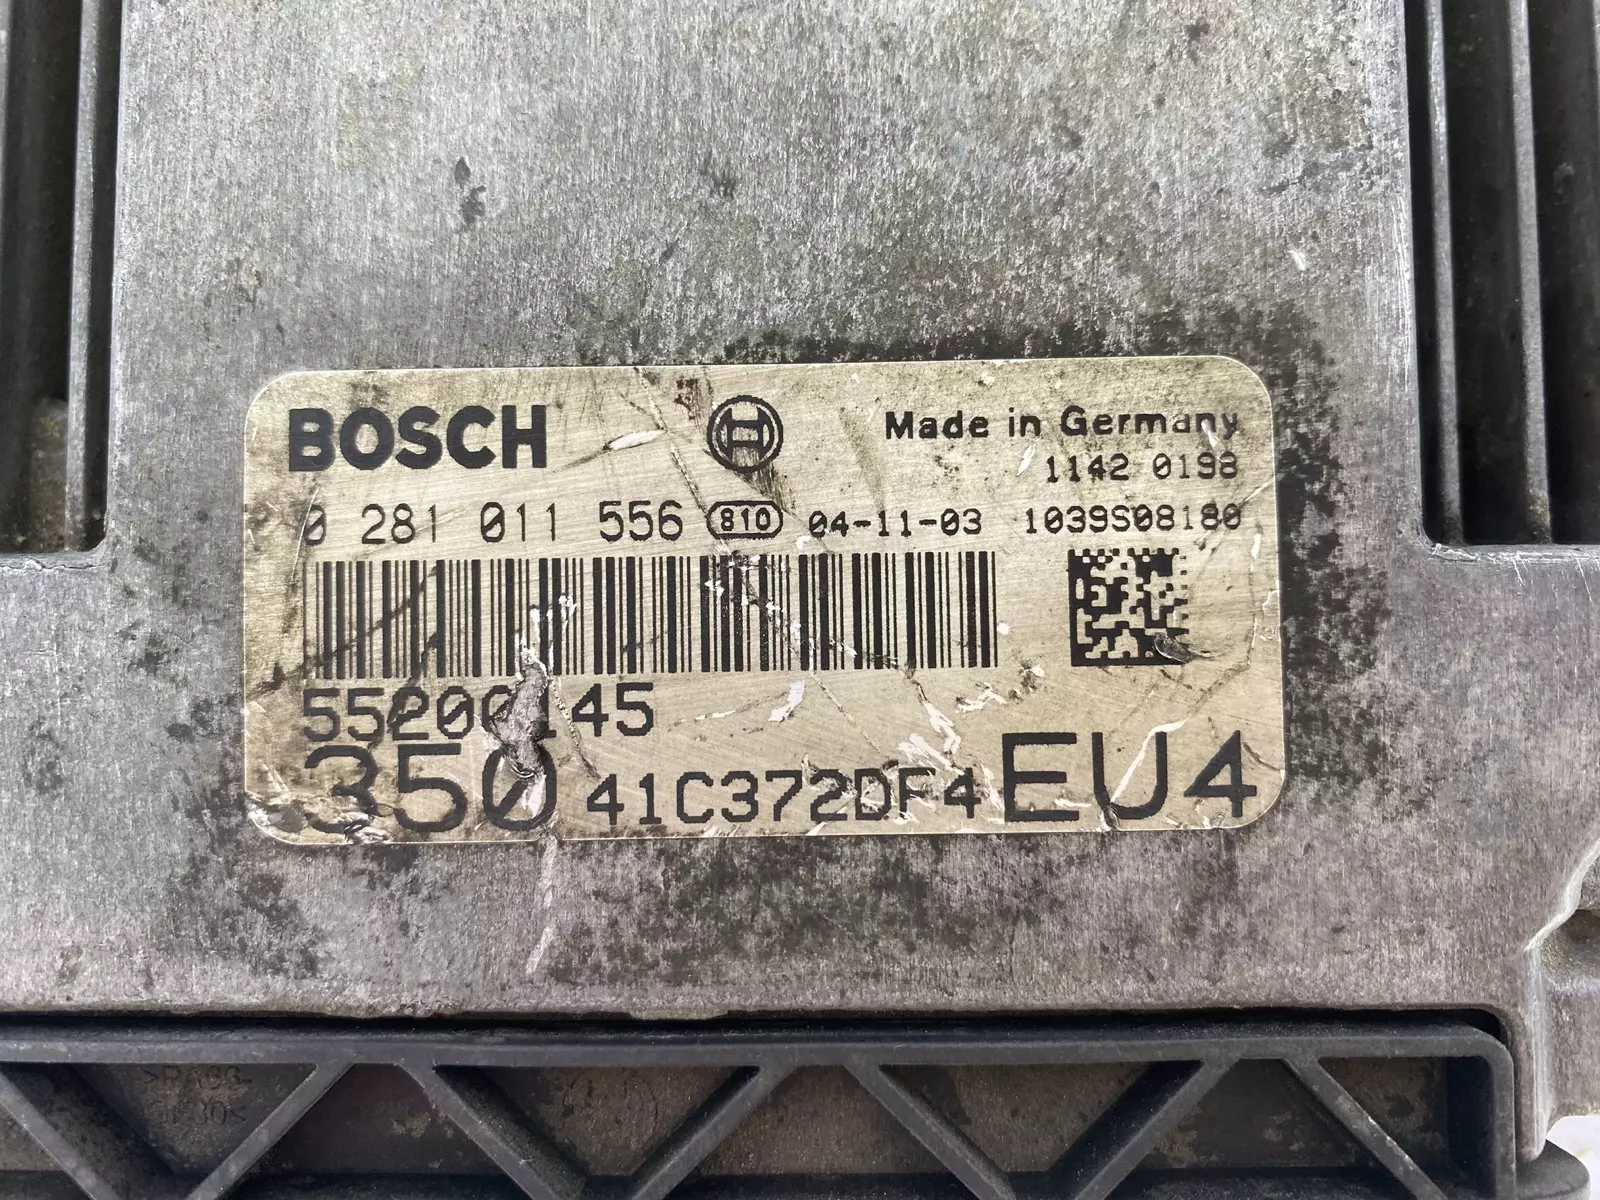 BOSCH Made in Germany
1142 0198
0 281 011 556 810 04-11-03 1039S08180
55200145
350 41C372DF4 EU4